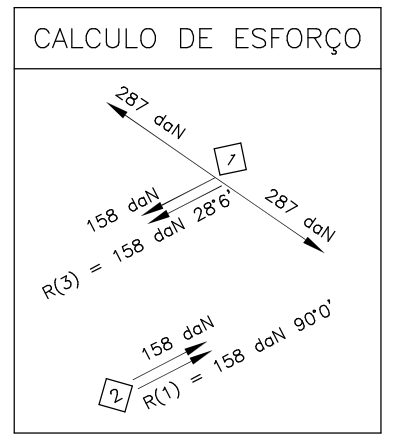 CALCULO DE ESFORÇO
287 daN
1
287 daN
158 daN
R(3) = 158 daN 28°6'
158 daN
R(1) = 158 daN 90°0'
2